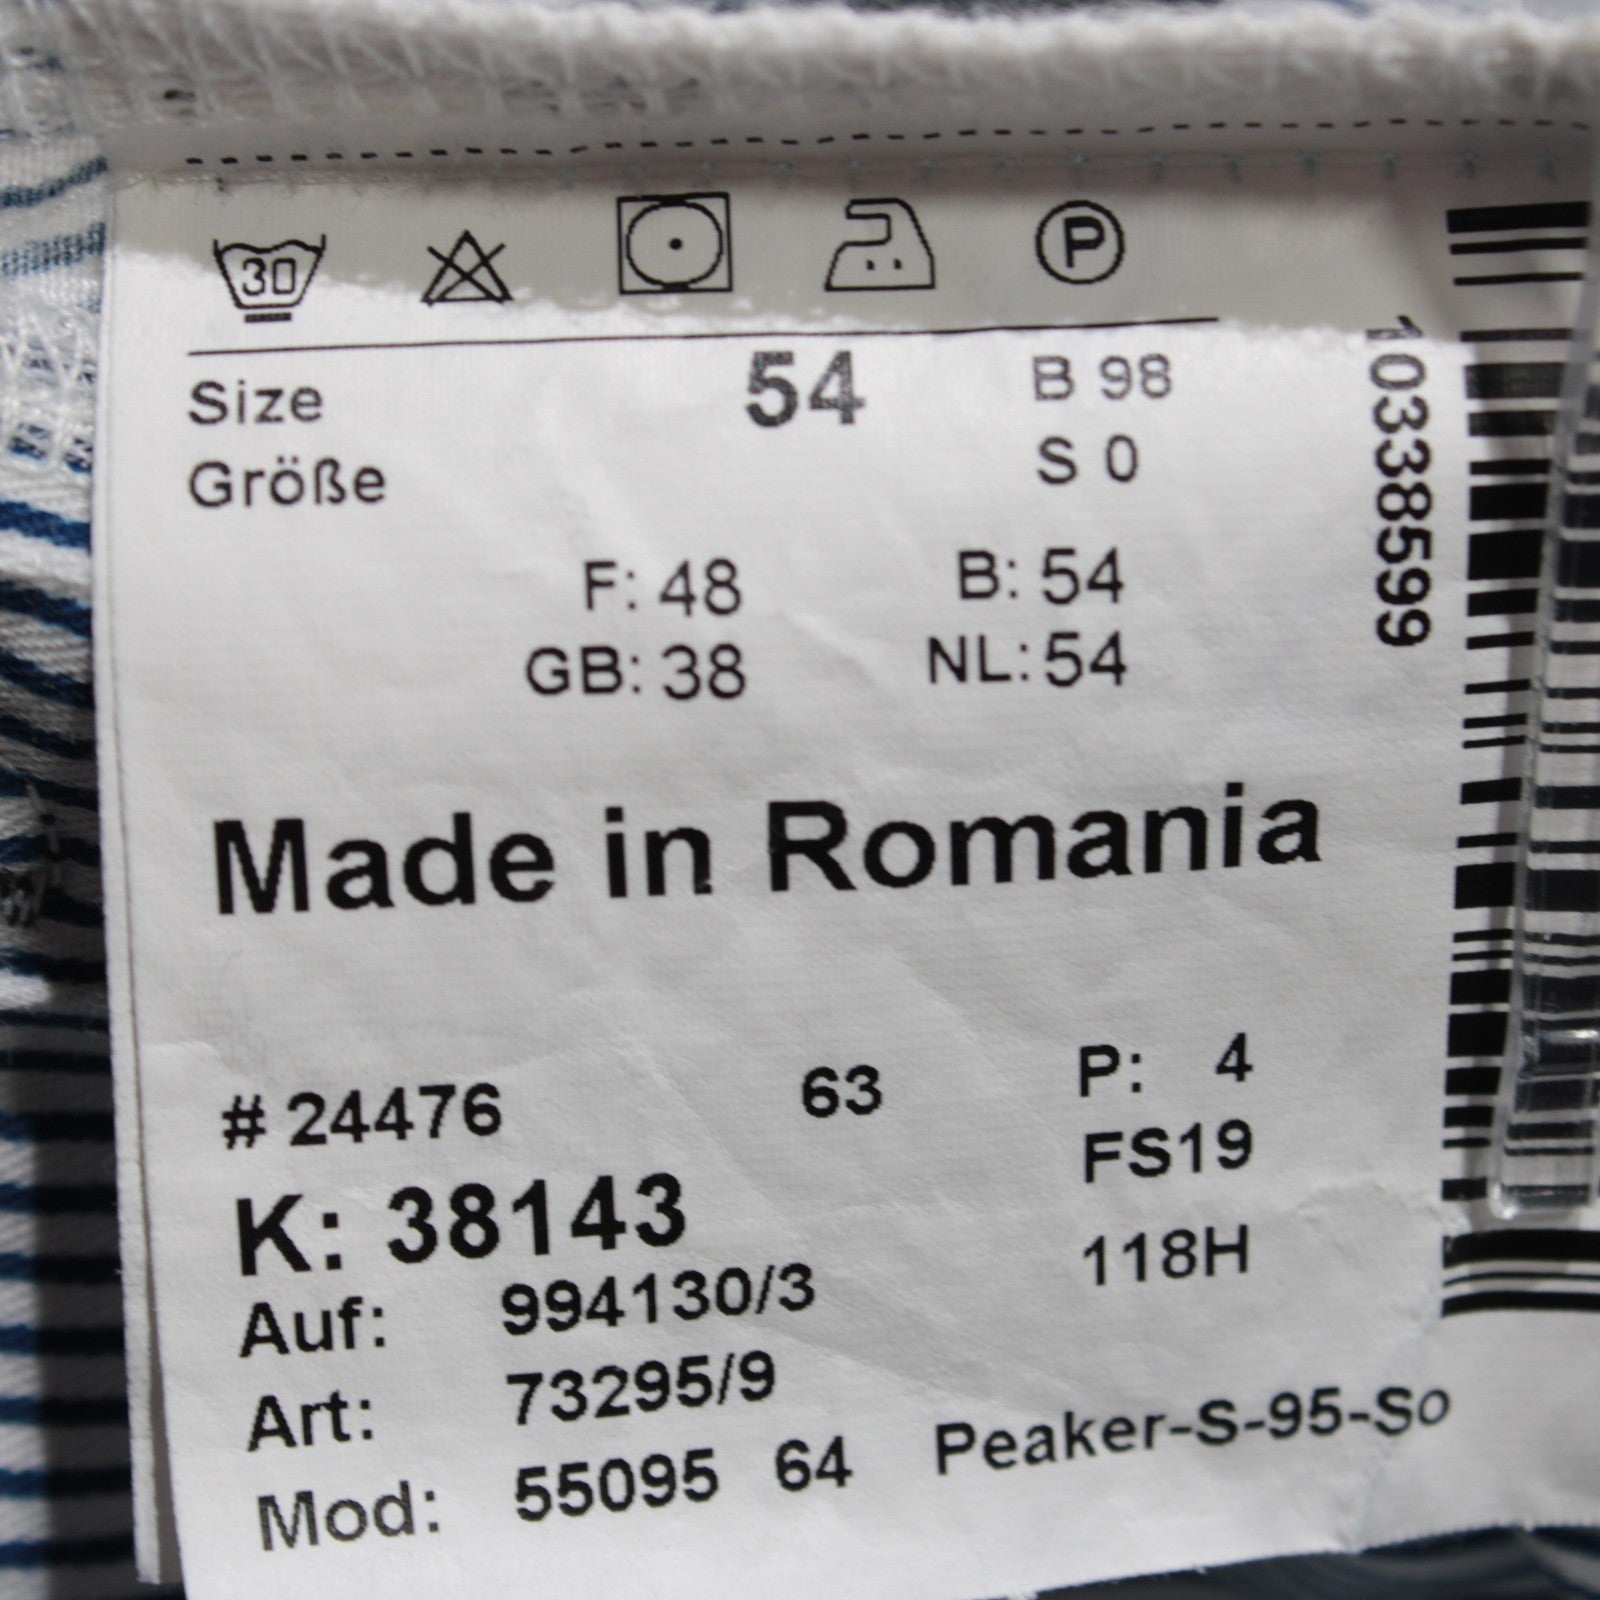 30
P
Size 54 B 98
Größe S 0
F: 48 B: 54
GB: 38 NL: 54
Made in Romania
# 24476 63 P: 4
FS19
K: 38143
118H
Auf: 994130/3
Art: 73295/9
Mod: 55095 64 Peaker-S-95-So
10338599